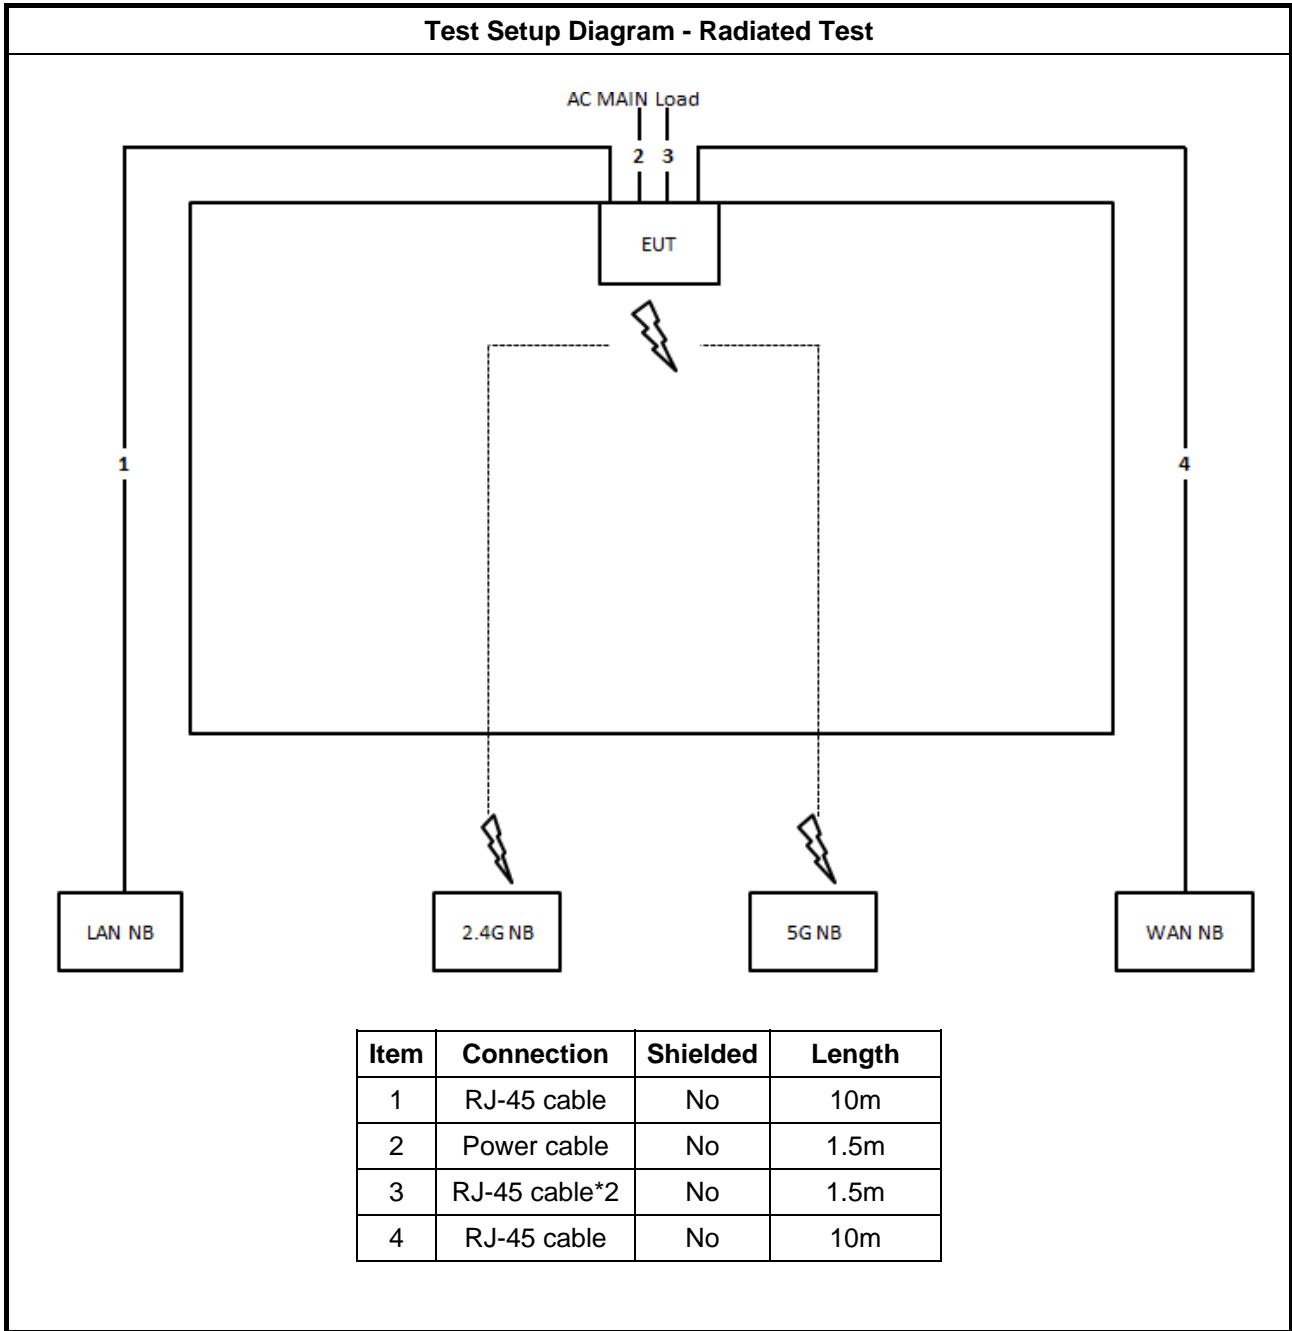 Test Setup Diagram - Radiated Test
AC MAIN Load
2 3
EUT
1
4
LAN NB
2.4G NB
5G NB
WAN NB
Item Connection Shielded Length
1 RJ-45 cable No 10m
2 Power cable No 1.5m
3 RJ-45 cable*2 No 1.5m
4 RJ-45 cable No 10m